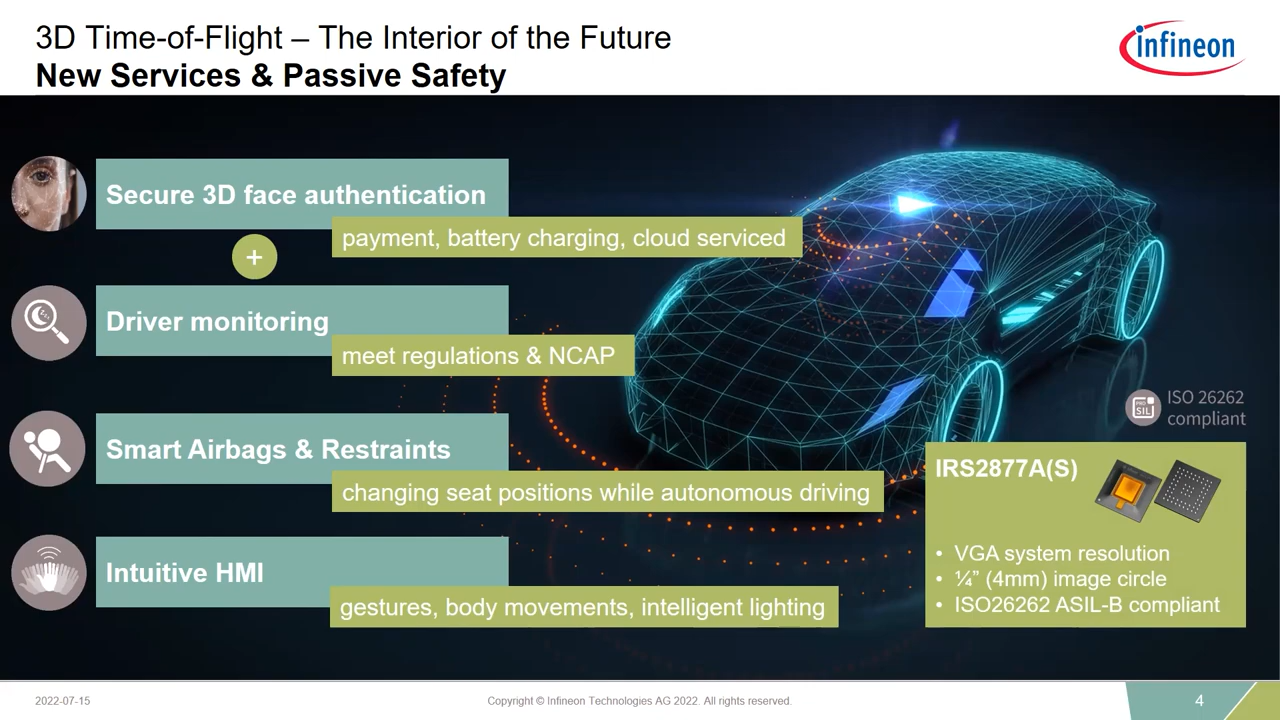 3D Time-of-Flight – The Interior of the Future
New Services & Passive Safety
infineon
Secure 3D face authentication
payment, battery charging, cloud serviced
+
Driver monitoring
meet regulations & NCAP
Smart Airbags & Restraints
changing seat positions while autonomous driving
Intuitive HMI
gestures, body movements, intelligent lighting
PRO
SIL
ISO 26262
compliant
IRS2877A(S)
• VGA system resolution
• ¼” (4mm) image circle
• ISO26262 ASIL-B compliant
2022-07-15
Copyright © Infineon Technologies AG 2022. All rights reserved.
4